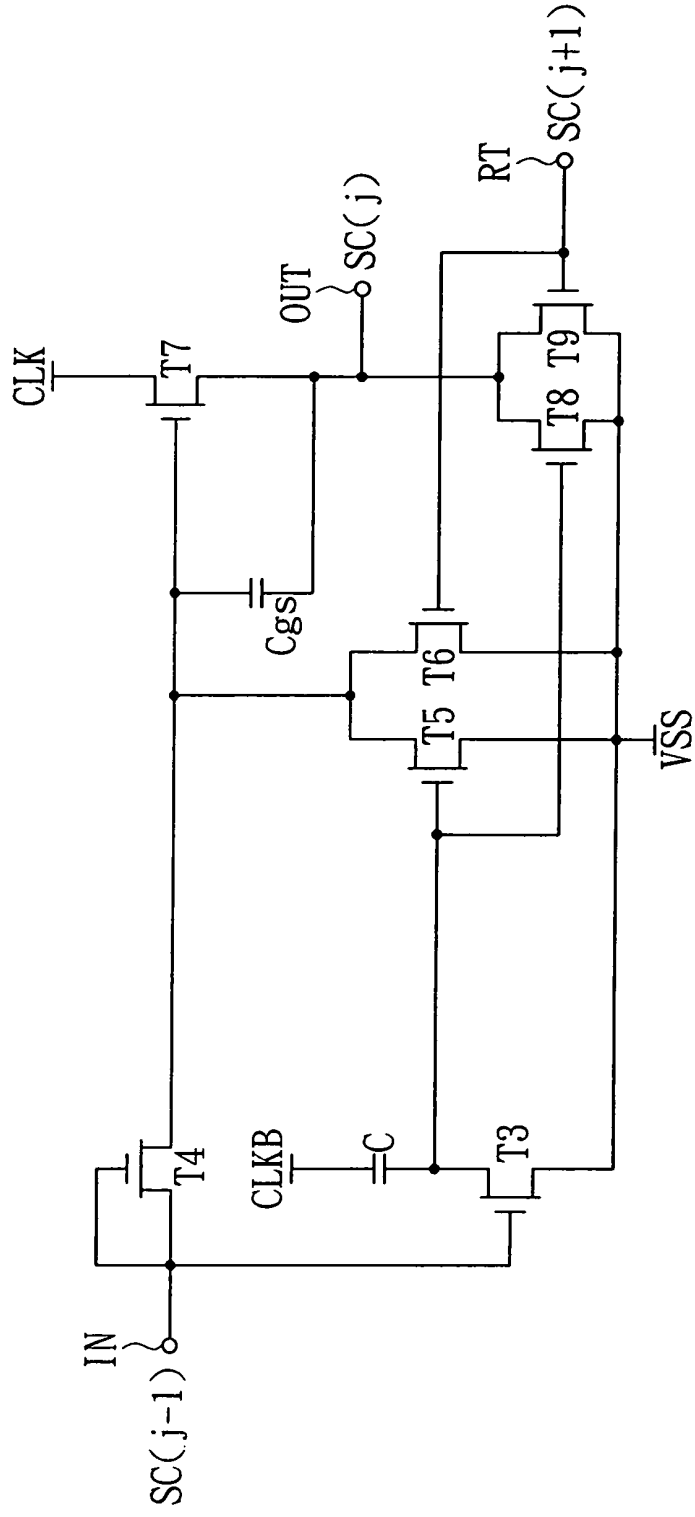 CLK
T7
OUT
SC(j)
RT
SC(j+1)
T9
T8
Cgs
T6
T5
VSS
T4
CLKB
C
T3
IN
SC(j-1)